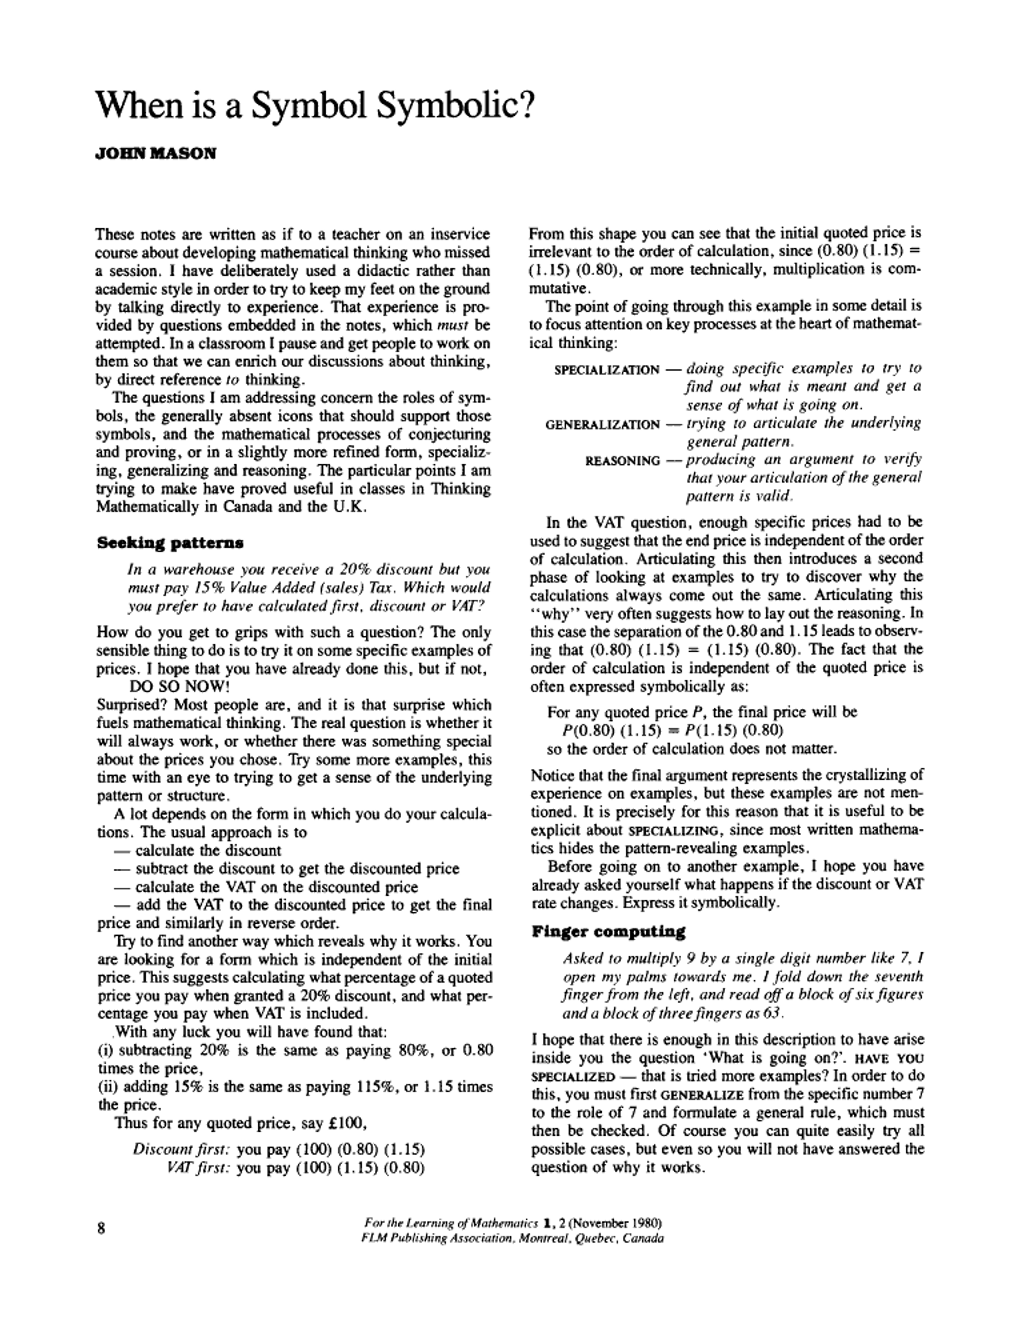 When is a Symbol Symbolic?
JOHN MASON
These notes are written as if to a teacher on an inservice
course about developing mathematical thinking who missed
a session. I have deliberately used a didactic rather than
academic style in order to try to keep my feet on the ground
by talking directly to experience. That experience is pro-
vided by questions embedded in the notes, which must be
attempted. In a classroom I pause and get people to work on
them so that we can enrich our discussions about thinking,
by direct reference to thinking.
The questions I am addressing concern the roles of sym-
bols, the generally absent icons that should support those
symbols, and the mathematical processes of conjecturing
and proving, or in a slightly more refined form, specializ-
ing, generalizing and reasoning. The particular points I am
trying to make have proved useful in classes in Thinking
Mathematically in Canada and the U.K.
Seeking patterns
In a warehouse you receive a 20% discount but you
must pay 15% Value Added (sales) Tax. Which would
you prefer to have calculated first, discount or VAT?
How do you get to grips with such a question? The only
sensible thing to do is to try it on some specific examples of
prices. I hope that you have already done this, but if not,
DO SO NOW!
Surprised? Most people are, and it is that surprise which
fuels mathematical thinking. The real question is whether it
will always work, or whether there was something special
about the prices you chose. Try some more examples, this
time with an eye to trying to get a sense of the underlying
pattern or structure.
A lot depends on the form in which you do your calcula-
tions. The usual approach is to
— calculate the discount
— subtract the discount to get the discounted price
— calculate the VAT on the discounted price
— add the VAT to the discounted price to get the final
price and similarly in reverse order.
Try to find another way which reveals why it works. You
are looking for a form which is independent of the initial
price. This suggests calculating what percentage of a quoted
price you pay when granted a 20% discount, and what per-
centage you pay when VAT is included.
With any luck you will have found that:
(i) subtracting 20% is the same as paying 80%, or 0.80
times the price,
(ii) adding 15% is the same as paying 115%, or 1.15 times
the price.
Thus for any quoted price, say £100,
Discount first: you pay (100) (0.80) (1.15)
VAT first: you pay (100) (1.15) (0.80)
From this shape you can see that the initial quoted price is
irrelevant to the order of calculation, since (0.80) (1.15) =
(1.15) (0.80), or more technically, multiplication is com-
mutative.
The point of going through this example in some detail is
to focus attention on key processes at the heart of mathemat-
ical thinking:
SPECIALIZATION — doing specific examples to try to
find out what is meant and get a
sense of what is going on.
GENERALIZATION — trying to articulate the underlying
general pattern.
REASONING — producing an argument to verify
that your articulation of the general
pattern is valid.
In the VAT question, enough specific prices had to be
used to suggest that the end price is independent of the order
of calculation. Articulating this then introduces a second
phase of looking at examples to try to discover why the
calculations always come out the same. Articulating this
“why” very often suggests how to lay out the reasoning. In
this case the separation of the 0.80 and 1.15 leads to observ-
ing that (0.80) (1.15) = (1.15) (0.80). The fact that the
order of calculation is independent of the quoted price is
often expressed symbolically as:
For any quoted price P, the final price will be
P(0.80) (1.15) = P(1.15) (0.80)
so the order of calculation does not matter.
Notice that the final argument represents the crystallizing of
experience on examples, but these examples are not men-
tioned. It is precisely for this reason that it is useful to be
explicit about SPECIALIZING, since most written mathema-
tics hides the pattern-revealing examples.
Before going on to another example, I hope you have
already asked yourself what happens if the discount or VAT
rate changes. Express it symbolically.
Finger computing
Asked to multiply 9 by a single digit number like 7, I
open my palms towards me. I fold down the seventh
finger from the left, and read off a block of six figures
and a block of three fingers as 63.
I hope that there is enough in this description to have arise
inside you the question ‘What is going on?’. HAVE YOU
SPECIALIZED — that is tried more examples? In order to do
this, you must first GENERALIZE from the specific number 7
to the role of 7 and formulate a general rule, which must
then be checked. Of course you can quite easily try all
possible cases, but even so you will not have answered the
question of why it works.
8
For the Learning of Mathematics 1, 2 (November 1980)
FLM Publishing Association, Montreal, Quebec, Canada